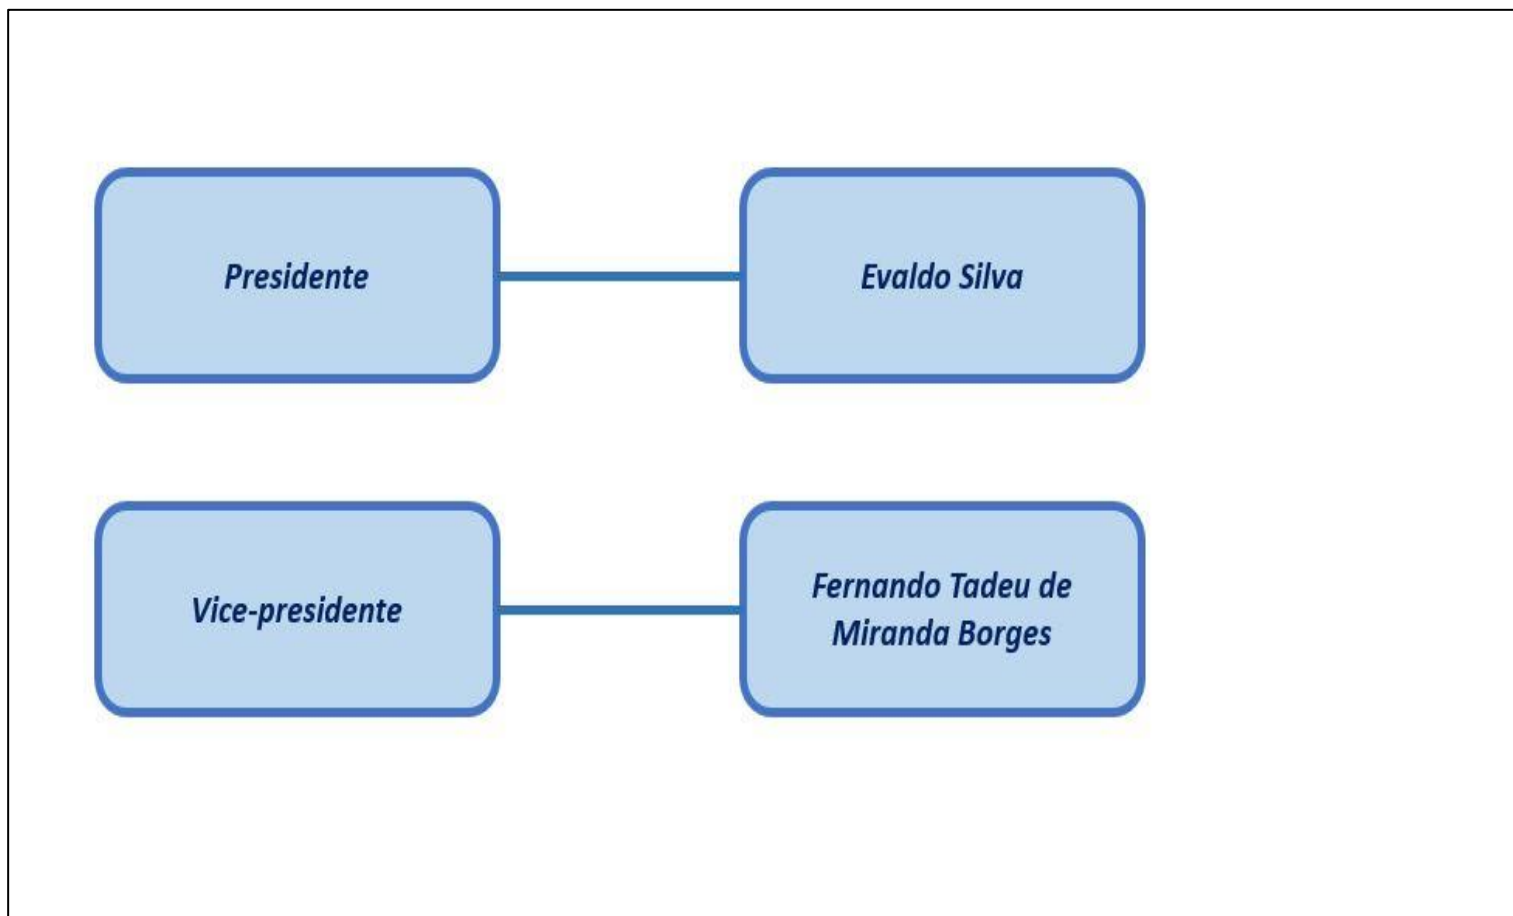 Presidente
Evaldo Silva
Vice-presidente
Fernando Tadeu de
Miranda Borges